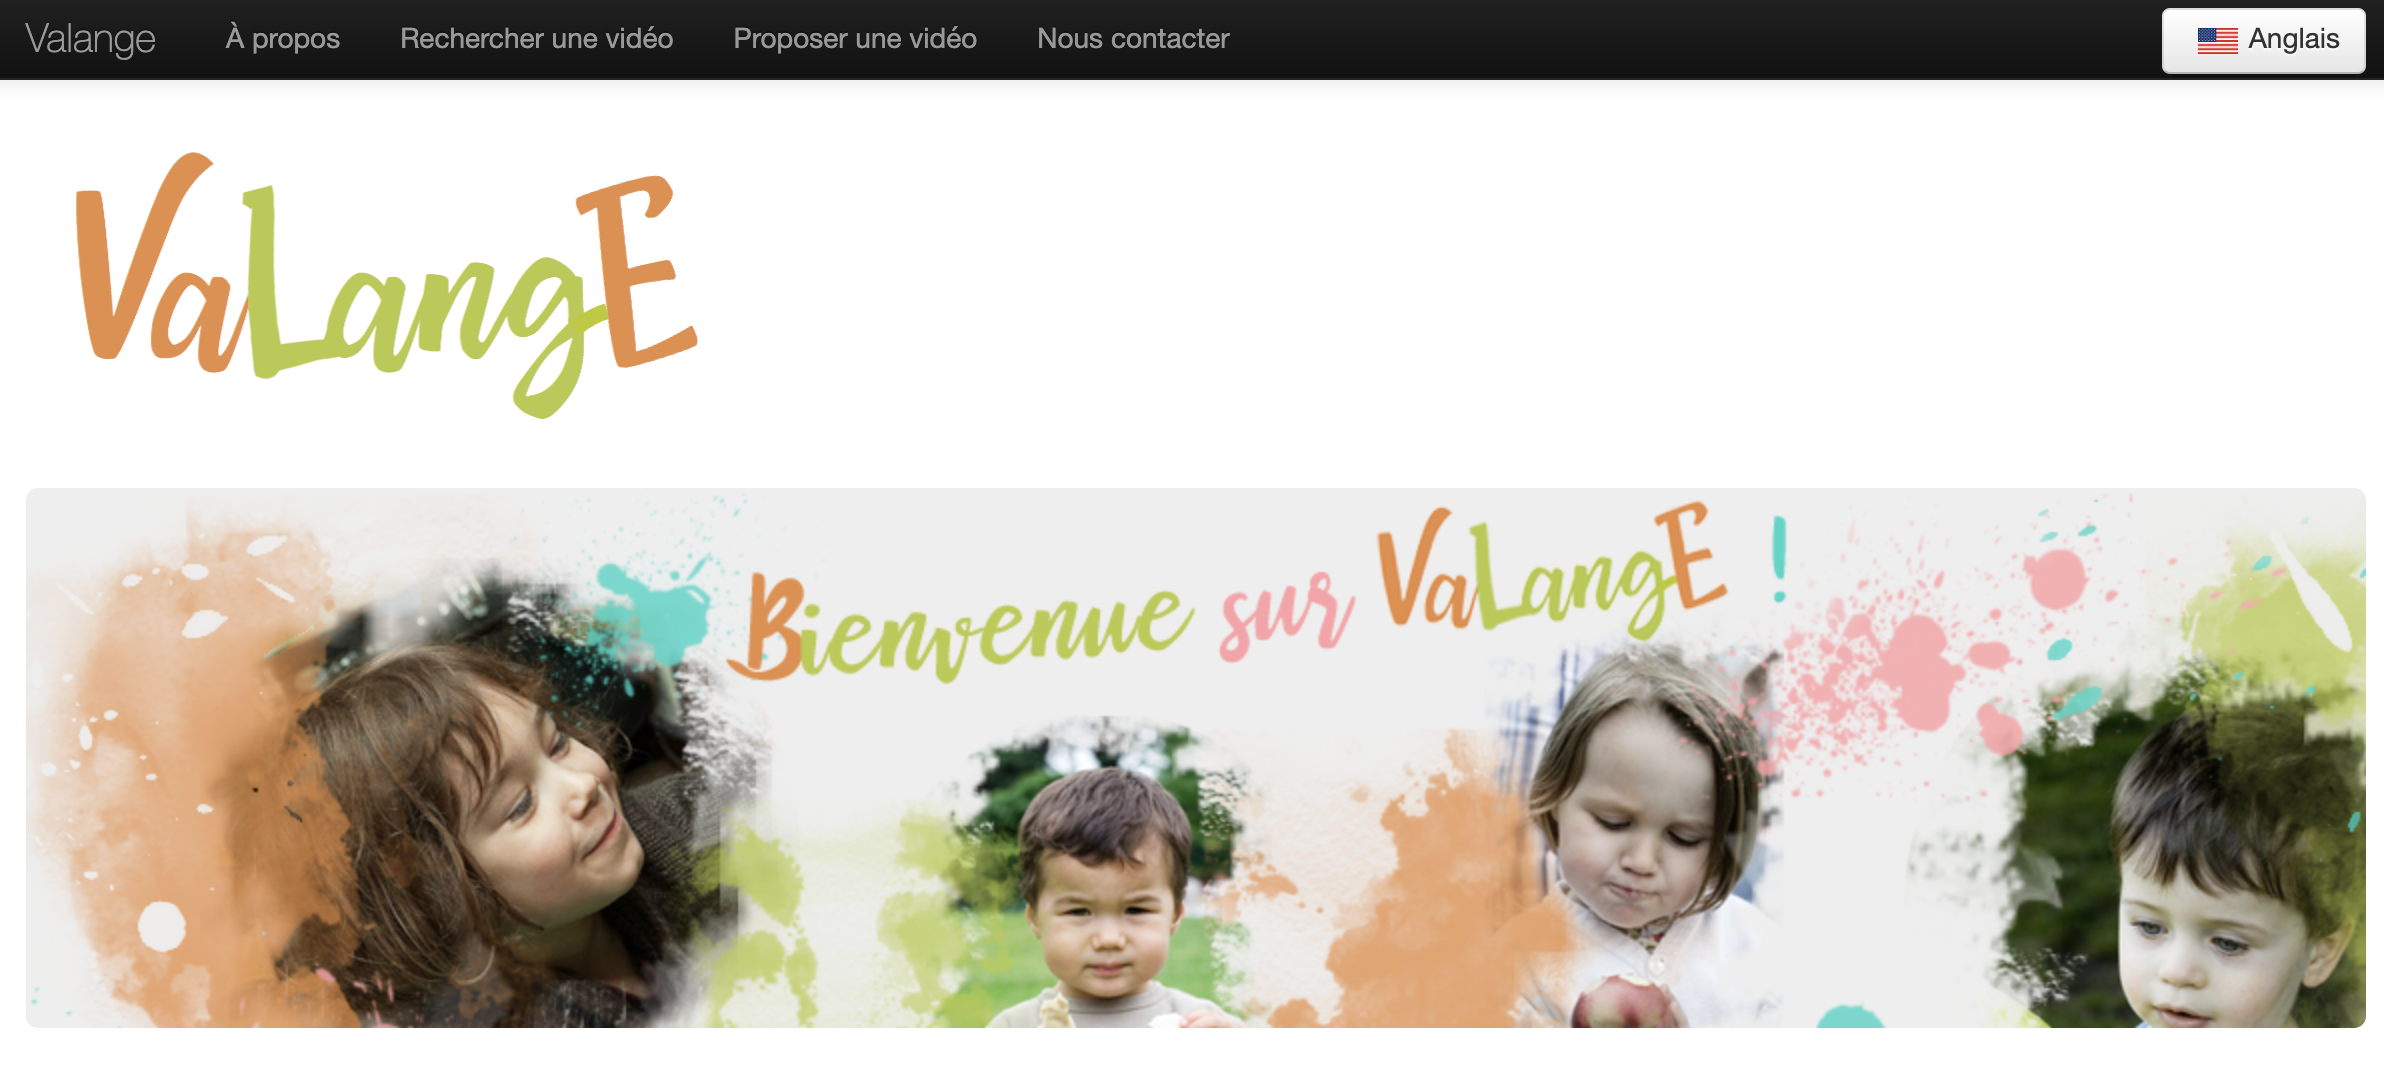 Valange À propos Rechercher une vidéo Proposer une vidéo Nous contacter Anglais
VaLangE
Bienvenue sur VaLangE !